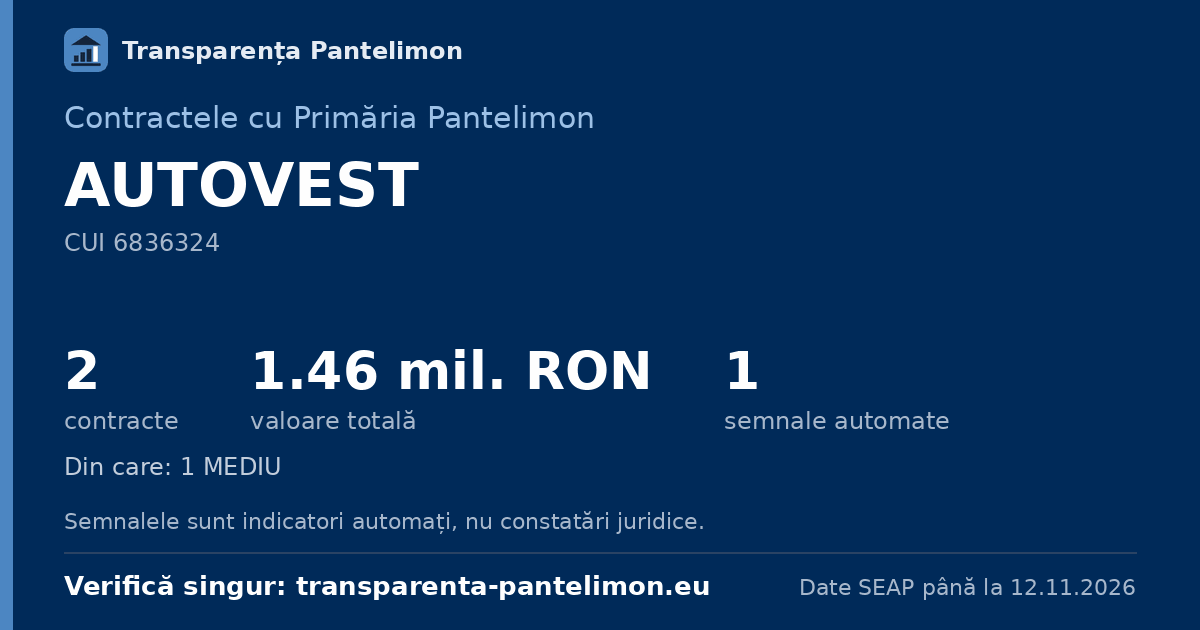 Transparența Pantelimon
Contractele cu Primăria Pantelimon
AUTOVEST
CUI 6836324
2 1.46 mil. RON 1
contracte valoare totală semnale automate
Din care: 1 MEDIU
Semnalele sunt indicatori automați, nu constatări juridice.
Verifică singur: transparenta-pantelimon.eu Date SEAP până la 12.11.2026